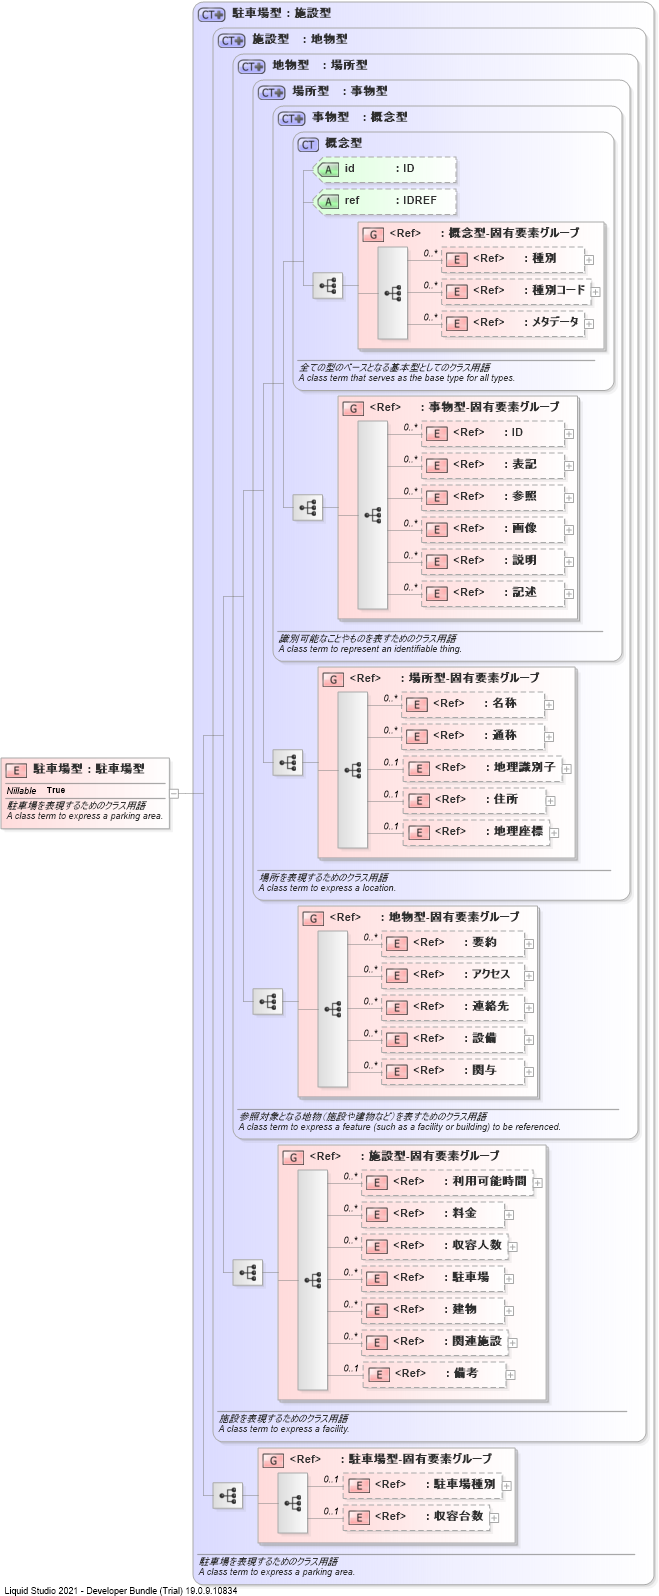 CT 駐車場型 : 施設型
CT 施設型 : 地物型
CT 地物型 : 場所型
CT 場所型 : 事物型
CT 事物型 : 概念型
CT 概念型
A id : ID
A ref : IDREF
G <Ref> : 概念型-固有要素グループ
0..* E <Ref> : 種別
0..* E <Ref> : 種別コード
0..* E <Ref> : メタデータ
全ての型のベースとなる基本型としてのクラス用語
A class term that serves as the base type for all types.
G <Ref> : 事物型-固有要素グループ
0..* E <Ref> : ID
0..* E <Ref> : 表記
0..* E <Ref> : 参照
0..* E <Ref> : 画像
0..* E <Ref> : 説明
0..* E <Ref> : 記述
識別可能なことやものを表すためのクラス用語
A class term to represent an identifiable thing.
G <Ref> : 場所型-固有要素グループ
0..* E <Ref> : 名称
0..* E <Ref> : 通称
0..1 E <Ref> : 地理識別子
0..1 E <Ref> : 住所
0..1 E <Ref> : 地理座標
E 駐車場型 : 駐車場型
Nillable True
駐車場を表現するためのクラス用語
A class term to express a parking area.
場所を表現するためのクラス用語
A class term to express a location.
G <Ref> : 地物型-固有要素グループ
0..* E <Ref> : 要約
0..* E <Ref> : アクセス
0..* E <Ref> : 連絡先
0..* E <Ref> : 設備
0..* E <Ref> : 関与
参照対象となる地物（施設や建物など）を表すためのクラス用語
A class term to express a feature (such as a facility or building) to be referenced.
G <Ref> : 施設型-固有要素グループ
0..* E <Ref> : 利用可能時間
0..* E <Ref> : 料金
0..* E <Ref> : 収容人数
0..* E <Ref> : 駐車場
0..* E <Ref> : 建物
0..* E <Ref> : 関連施設
0..1 E <Ref> : 備考
施設を表現するためのクラス用語
A class term to express a facility.
G <Ref> : 駐車場型-固有要素グループ
0..1 E <Ref> : 駐車場種別
0..1 E <Ref> : 収容台数
駐車場を表現するためのクラス用語
A class term to express a parking area.
Liquid Studio 2021 - Developer Bundle (Trial) 19.0.9.10834